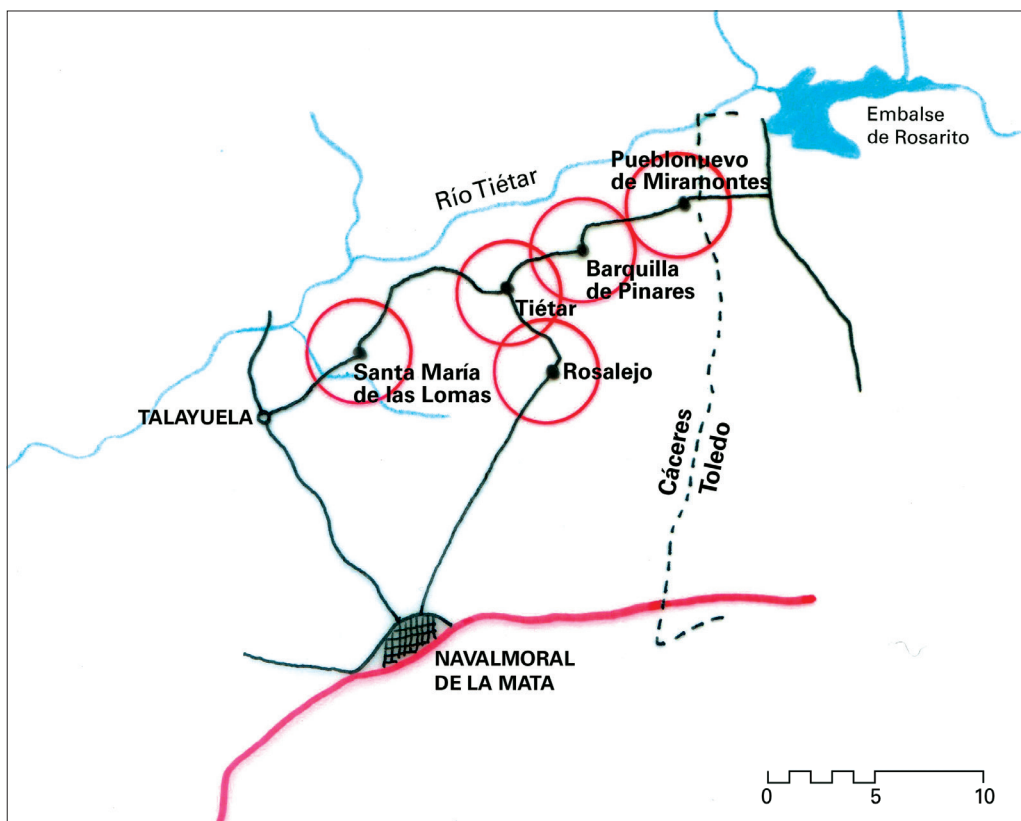 Embalse
de Rosarito
Río Tiétar
Pueblonuevo
de Miramontes
Barquilla
de Pinares
Tiétar
Santa María
de las Lomas
Rosalejo
TALAYUELA
Cáceres
Toledo
NAVALMORAL
DE LA MATA
0 5 10